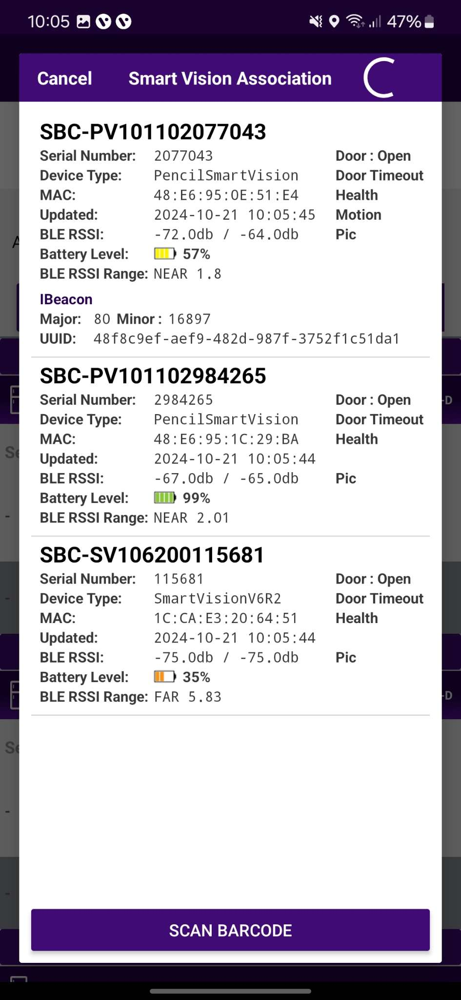 10:05 47%
Cancel Smart Vision Association
SBC-PV101102077043
Serial Number: 2077043 Door : Open
Device Type: PencilSmartVision Door Timeout
MAC: 48:E6:95:0E:51:E4 Health
Updated: 2024-10-21 10:05:45 Motion
BLE RSSI: -72.0db / -64.0db Pic
Battery Level: 57%
BLE RSSI Range: NEAR 1.8
IBeacon
Major: 80 Minor : 16897
UUID: 48f8c9ef-aef9-482d-987f-3752f1c51da1
SBC-PV101102984265
Serial Number: 2984265 Door : Open
-D
Device Type: PencilSmartVision Door Timeout
MAC: 48:E6:95:1C:29:BA Health
Updated: 2024-10-21 10:05:44
BLE RSSI: -67.0db / -65.0db Pic
Battery Level: 99%
BLE RSSI Range: NEAR 2.01
SBC-SV106200115681
Serial Number: 115681 Door : Open
Device Type: SmartVisionV6R2 Door Timeout
MAC: 1C:CA:E3:20:64:51 Health
Updated: 2024-10-21 10:05:44
BLE RSSI: -75.0db / -75.0db Pic
Battery Level: 35%
BLE RSSI Range: FAR 5.83
-D
SCAN BARCODE